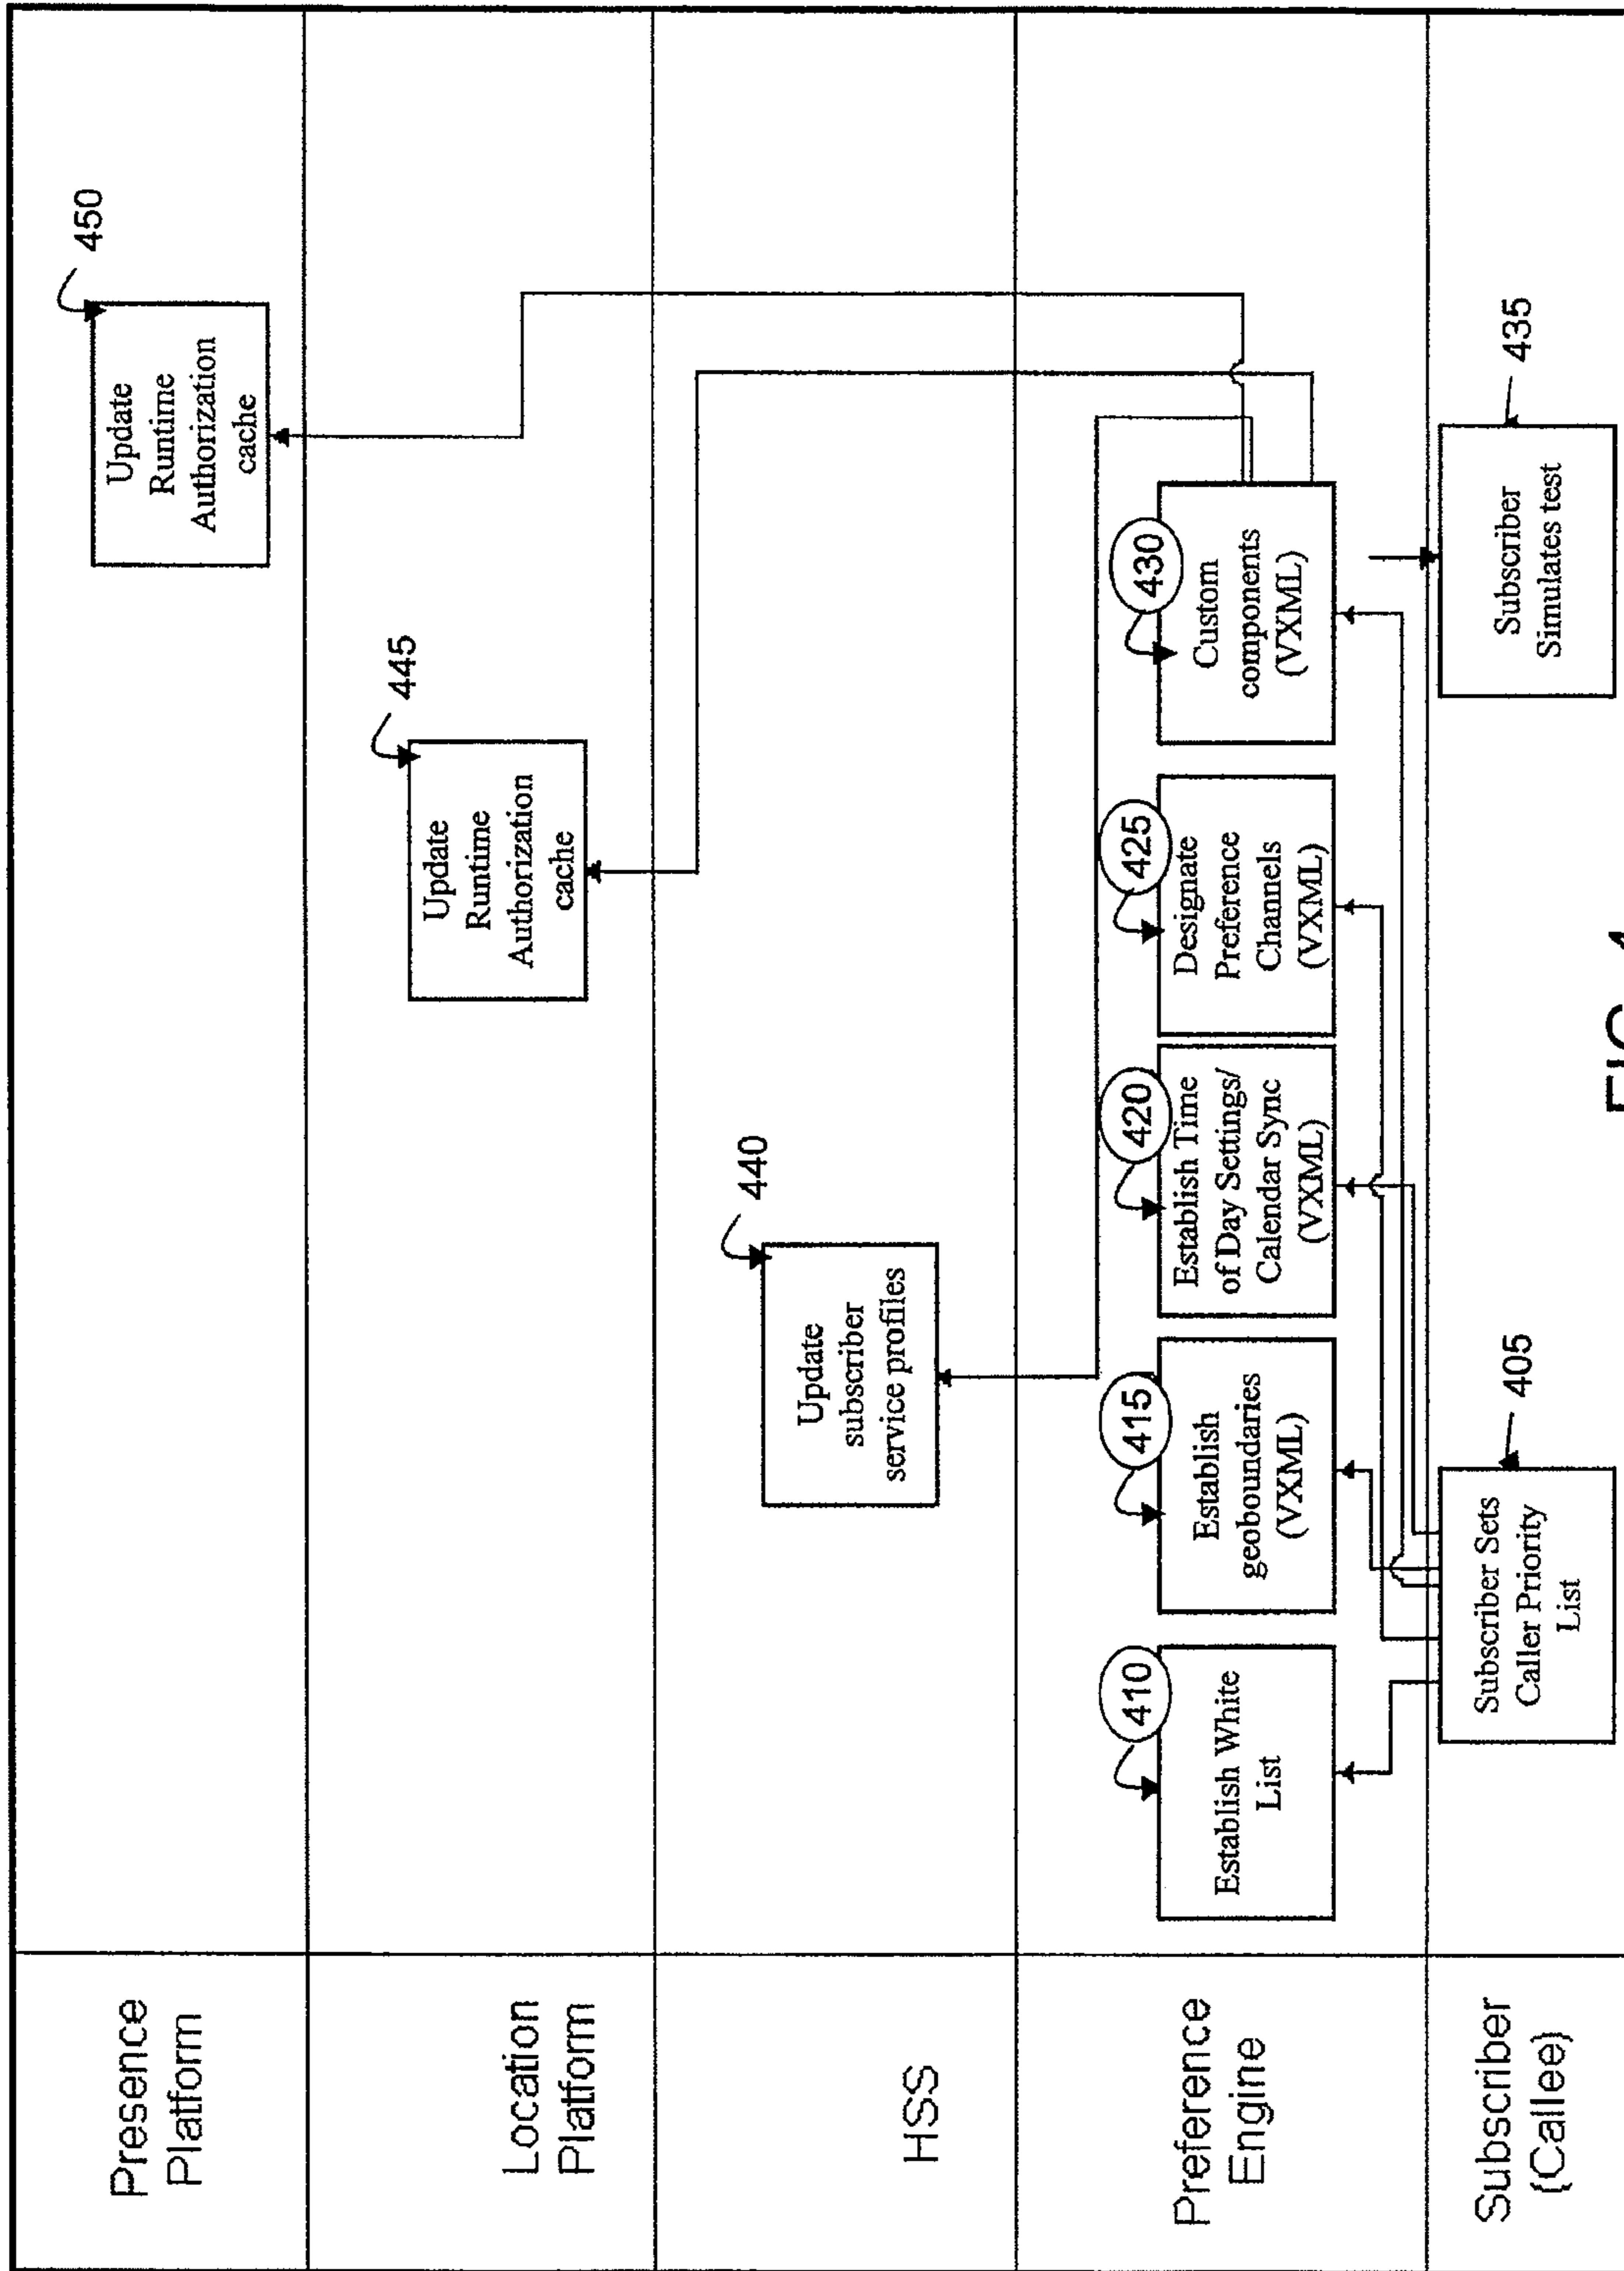 Presence
Platform
450
Update
Runtime
Authorization
cache
Location
Platform
445
Update
Runtime
Authorization
cache
HSS
440
Update
subscriber
service profiles
Preference
Engine
410
Establish White
List
415
Establish
geoboundaries
(VXML)
420
Establish Time
of Day Settings/
Calendar Sync
(VXML)
425
Designate
Preference
Channels
(VXML)
430
Custom
components
(VXML)
Subscriber
(Callee)
405
Subscriber Sets
Caller Priority
List
435
Subscriber
Simulates test
FIG. 4